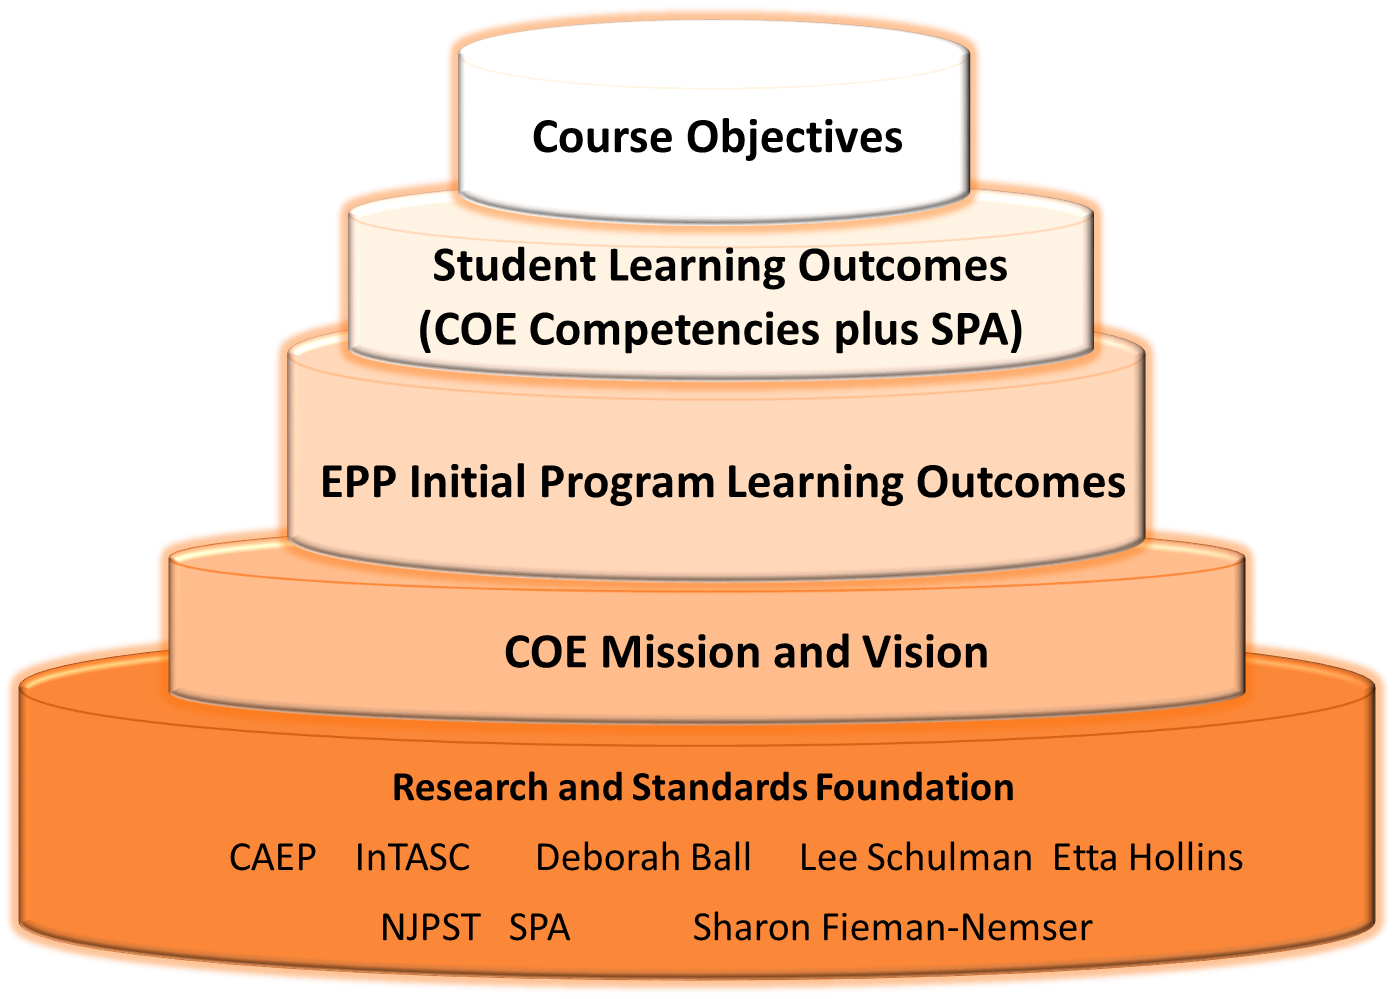 Course Objectives
Student Learning Outcomes
(COE Competencies plus SPA)
EPP Initial Program Learning Outcomes
COE Mission and Vision
Research and Standards Foundation
CAEP InTASC Deborah Ball Lee Schulman Etta Hollins
NJPST SPA Sharon Fieman-Nemser